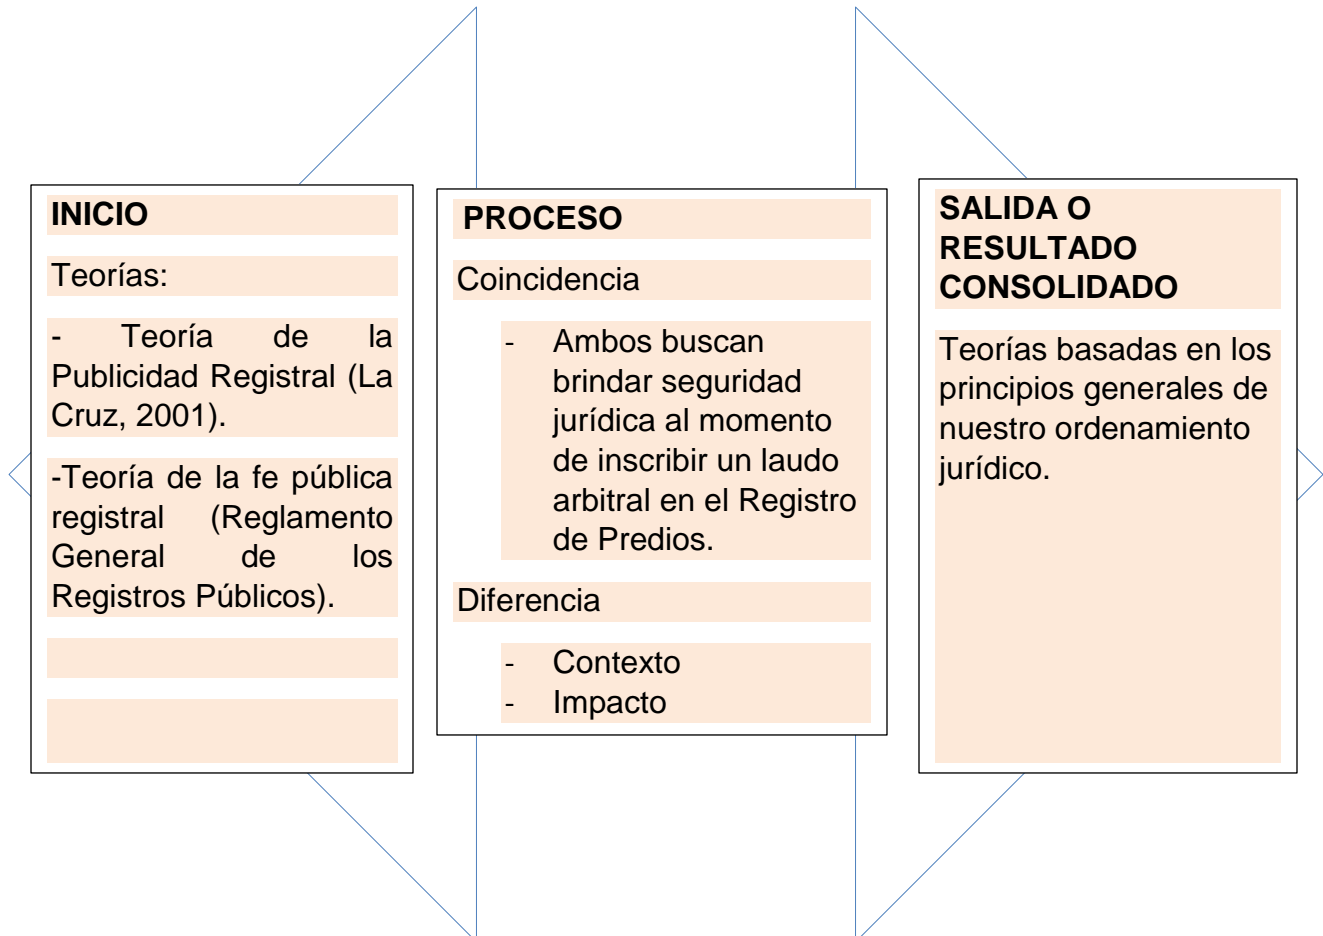 INICIO
Teorías:
- Teoría de la
Publicidad Registral (La
Cruz, 2001).
-Teoría de la fe pública
registral (Reglamento
General de los
Registros Públicos).
PROCESO
Coincidencia
- Ambos buscan
brindar seguridad
jurídica al momento
de inscribir un laudo
arbitral en el Registro
de Predios.
Diferencia
- Contexto
- Impacto
SALIDA O
RESULTADO
CONSOLIDADO
Teorías basadas en los
principios generales de
nuestro ordenamiento
jurídico.